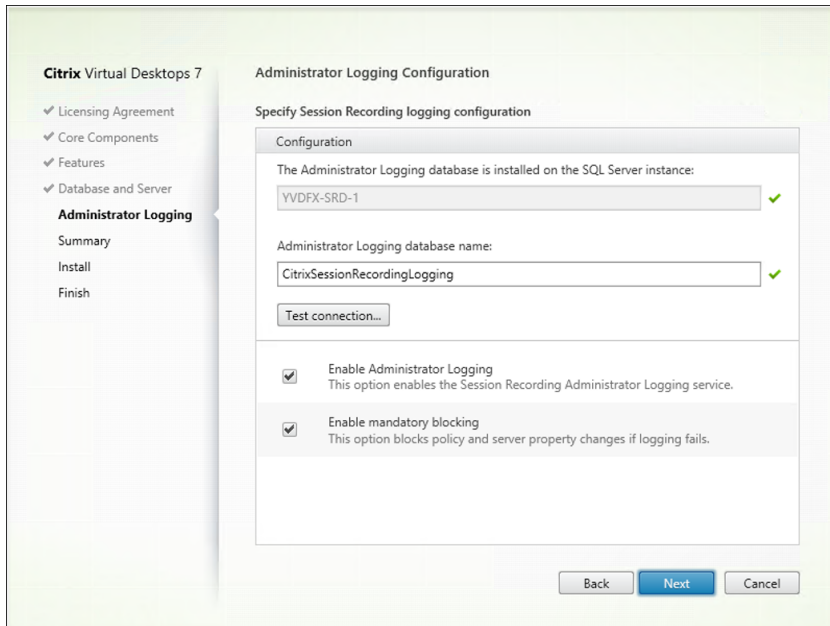 Citrix Virtual Desktops 7
Licensing Agreement
Core Components
Features
Database and Server
Administrator Logging
Summary
Install
Finish
Administrator Logging Configuration
Specify Session Recording logging configuration
Configuration
The Administrator Logging database is installed on the SQL Server instance:
YVDFX-SRD-1
Administrator Logging database name:
CitrixSessionRecordingLogging
Test connection...
Enable Administrator Logging
This option enables the Session Recording Administrator Logging service.
Enable mandatory blocking
This option blocks policy and server property changes if logging fails.
Back
Next
Cancel